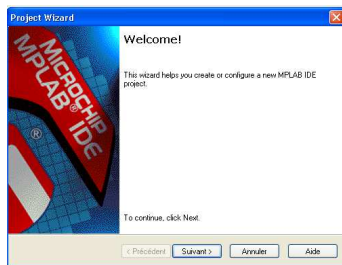 Project Wizard
MICROCHIP
MPLAB® IDE
®
Welcome!
This wizard helps you create or configure a new MPLAB IDE
project.
To continue, click Next.
< Précédent
Suivant >
Annuler
Aide